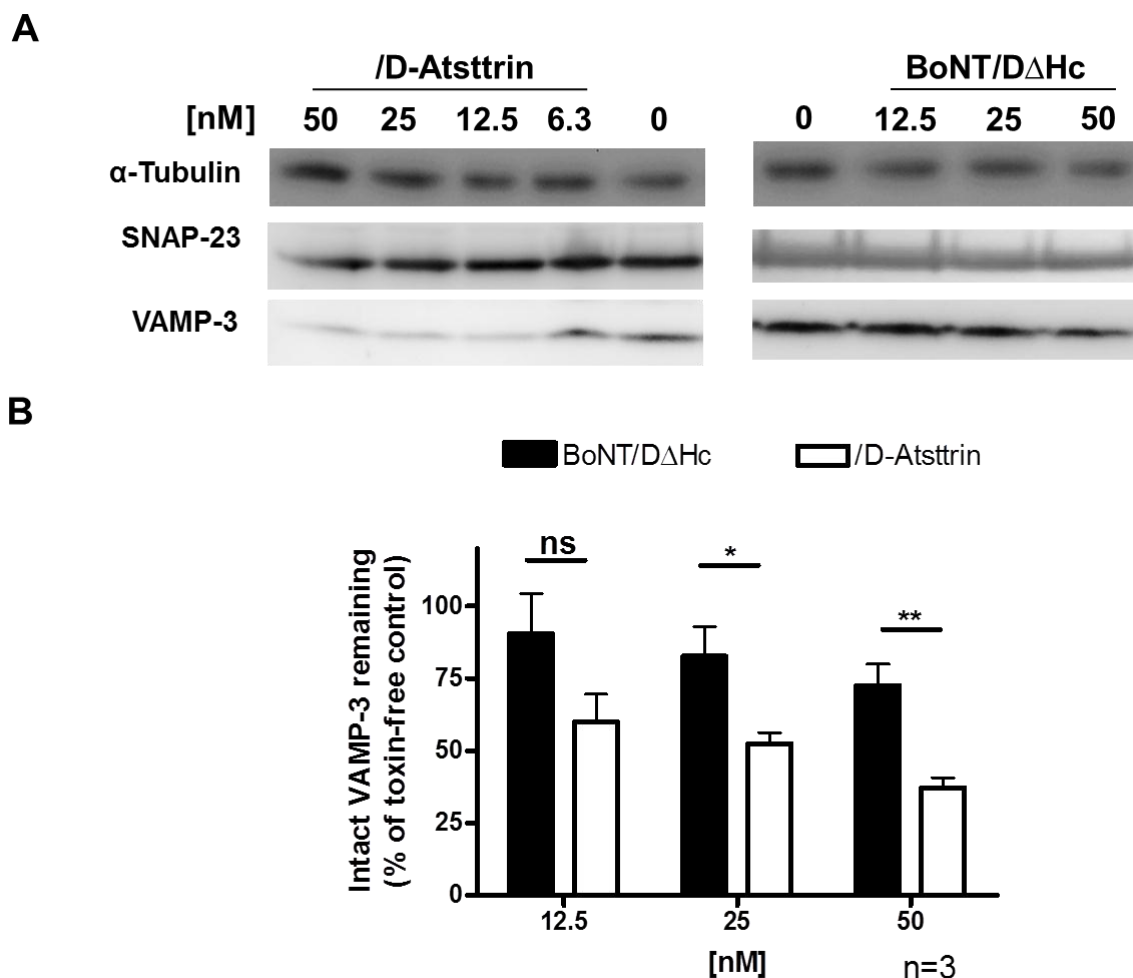 A
/D-Atsttrin BoNT/D∆Hc
[nM] 50 25 12.5 6.3 0 0 12.5 25 50
α-Tubulin
SNAP-23
VAMP-3
B
BoNT/D∆Hc /D-Atsttrin
Intact VAMP-3 remaining
(% of toxin-free control)
ns * **
100
75
50
25
0
12.5 25 50
[nM] n=3